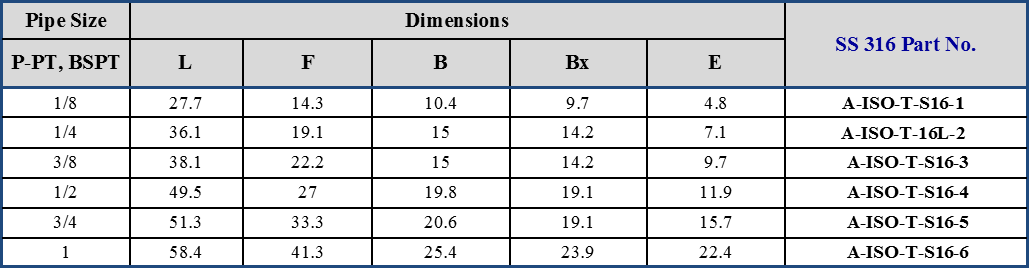 Pipe Size Dimensions SS 316 Part No.
P-PT, BSPT L F B Bx E
1/8 27.7 14.3 10.4 9.7 4.8 A-ISO-T-S16-1
1/4 36.1 19.1 15 14.2 7.1 A-ISO-T-16L-2
3/8 38.1 22.2 15 14.2 9.7 A-ISO-T-S16-3
1/2 49.5 27 19.8 19.1 11.9 A-ISO-T-S16-4
3/4 51.3 33.3 20.6 19.1 15.7 A-ISO-T-S16-5
1 58.4 41.3 25.4 23.9 22.4 A-ISO-T-S16-6